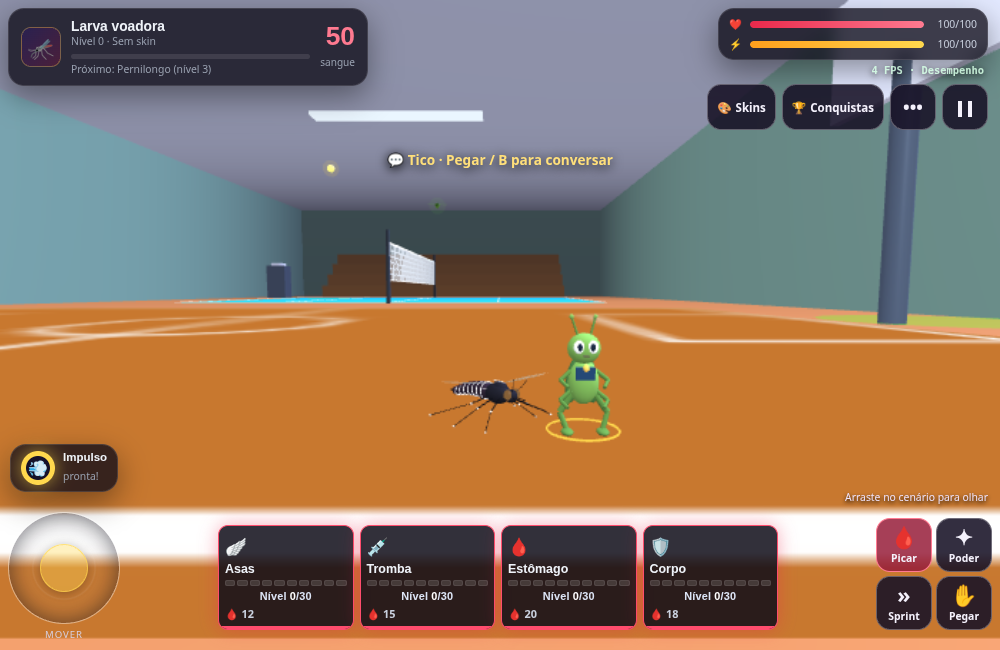 Larva voadora
Nível 0 · Sem skin
Próximo: Pernilongo (nível 3)
50
sangue
100/100
100/100
4 FPS · Desempenho
Skins
Conquistas
•••
Tico · Pegar / B para conversar
Impulso
pronta!
Arraste no cenário para olhar
MOVER
Asas
Nível 0/30
12
Tromba
Nível 0/30
15
Estômago
Nível 0/30
20
Corpo
Nível 0/30
18
Picar
Poder
Sprint
Pegar